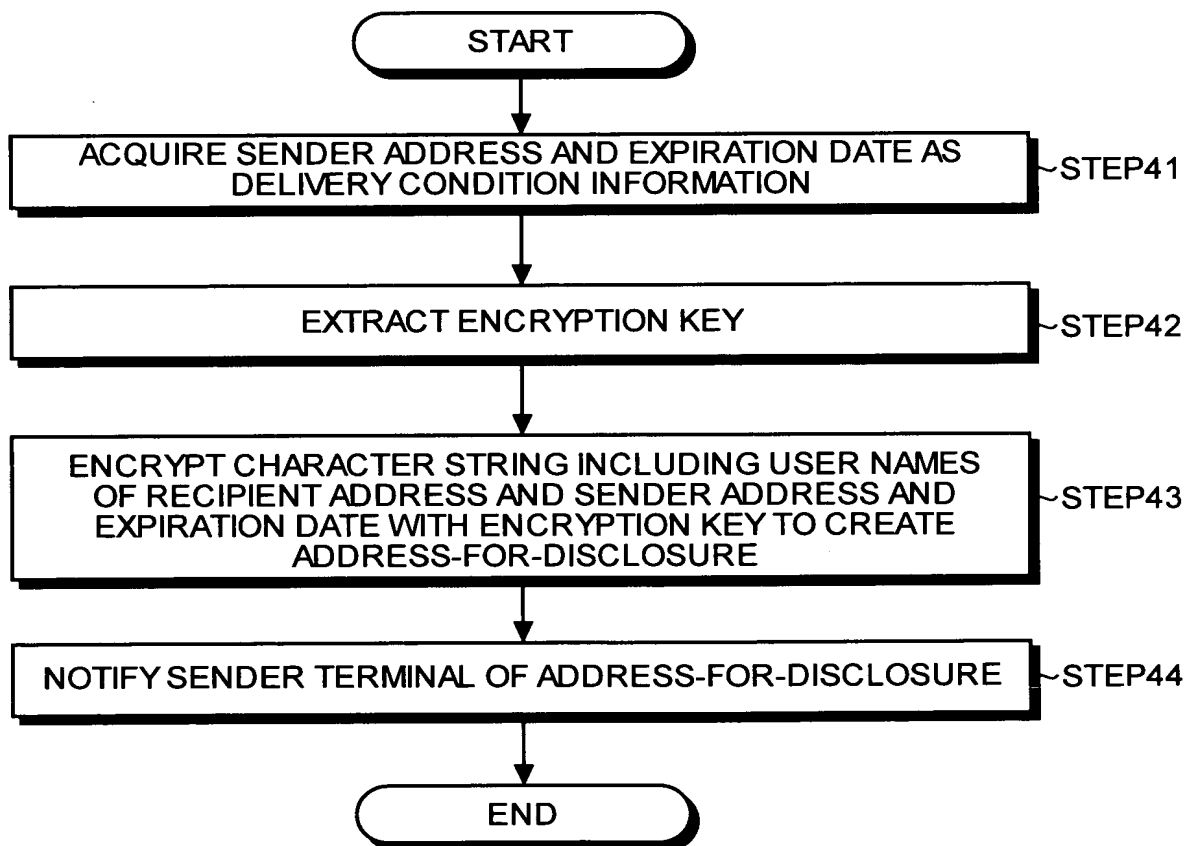 START
ACQUIRE SENDER ADDRESS AND EXPIRATION DATE AS
DELIVERY CONDITION INFORMATION
~STEP41
EXTRACT ENCRYPTION KEY
~STEP42
ENCRYPT CHARACTER STRING INCLUDING USER NAMES
OF RECIPIENT ADDRESS AND SENDER ADDRESS AND
EXPIRATION DATE WITH ENCRYPTION KEY TO CREATE
ADDRESS-FOR-DISCLOSURE
~STEP43
NOTIFY SENDER TERMINAL OF ADDRESS-FOR-DISCLOSURE
~STEP44
END